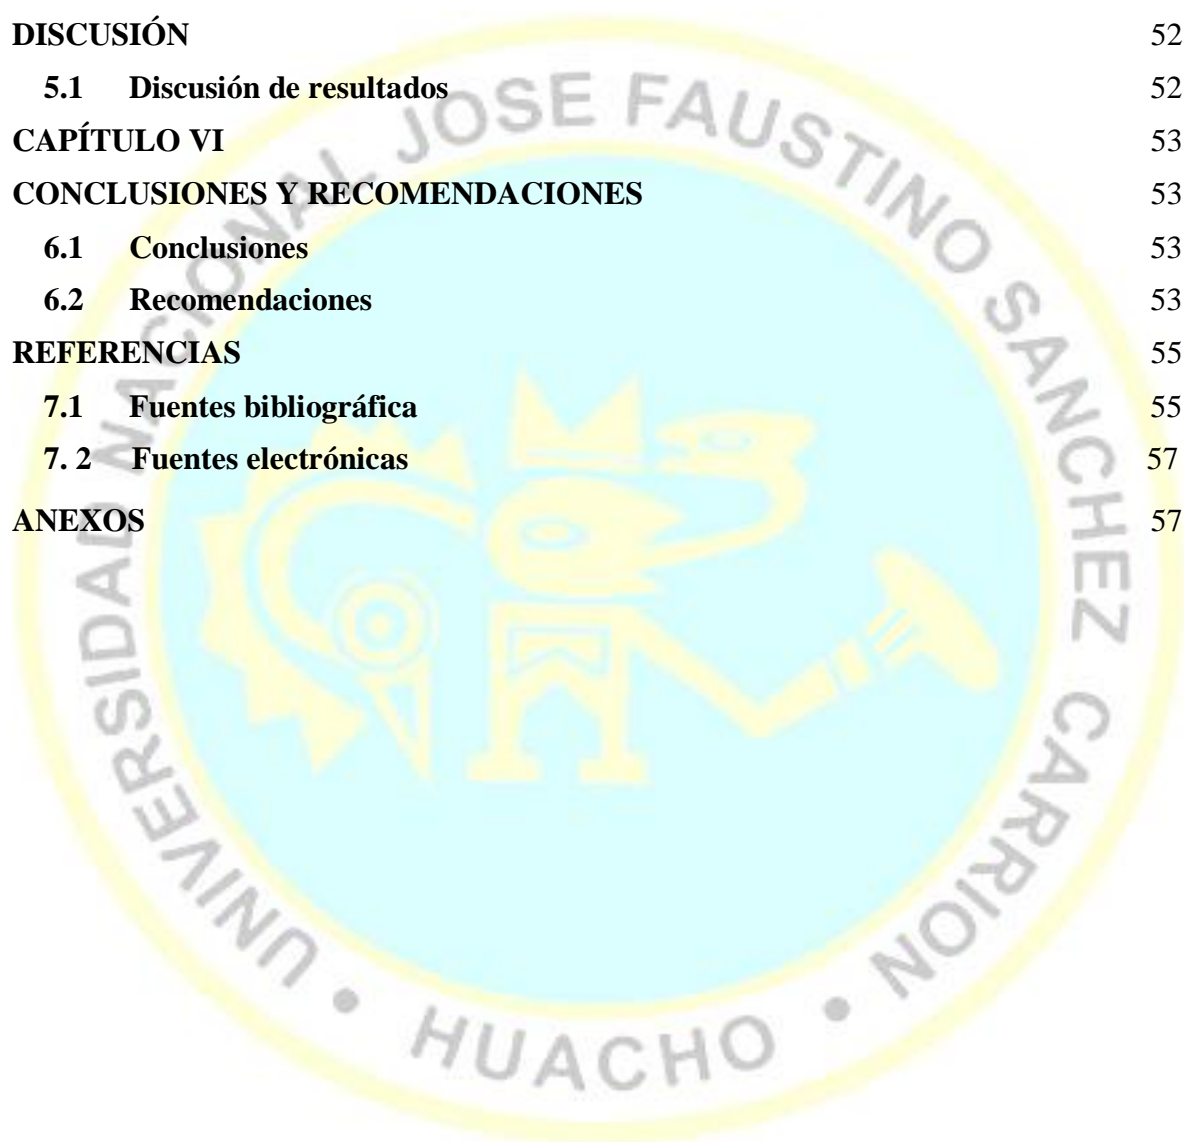 DISCUSIÓN 52
5.1 Discusión de resultados 52
CAPÍTULO VI 53
CONCLUSIONES Y RECOMENDACIONES 53
6.1 Conclusiones 53
6.2 Recomendaciones 53
REFERENCIAS 55
7.1 Fuentes bibliográfica 55
7. 2 Fuentes electrónicas 57
ANEXOS 57
UNIVERSIDAD NACIONAL JOSE FAUSTINO SANCHEZ CARRION
• HUACHO •